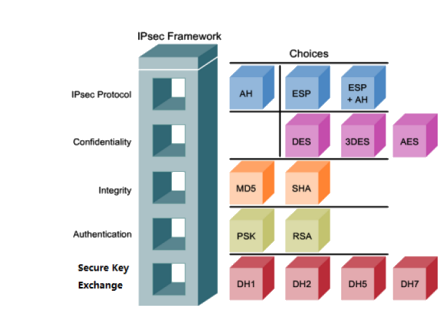 IPsec Framework
Choices
IPsec Protocol
AH
ESP
ESP
+ AH
Confidentiality
DES
3DES
AES
Integrity
MD5
SHA
Authentication
PSK
RSA
Secure Key
Exchange
DH1
DH2
DH5
DH7